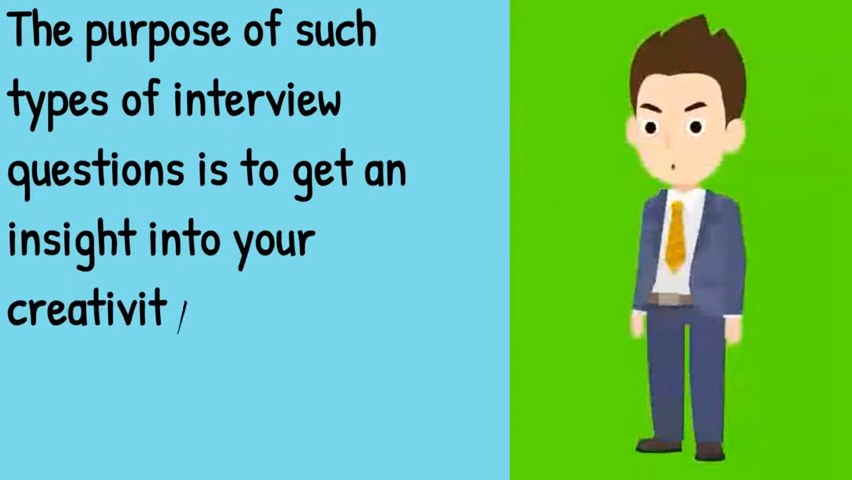 The purpose of such
types of interview
questions is to get an
insight into your
creativit